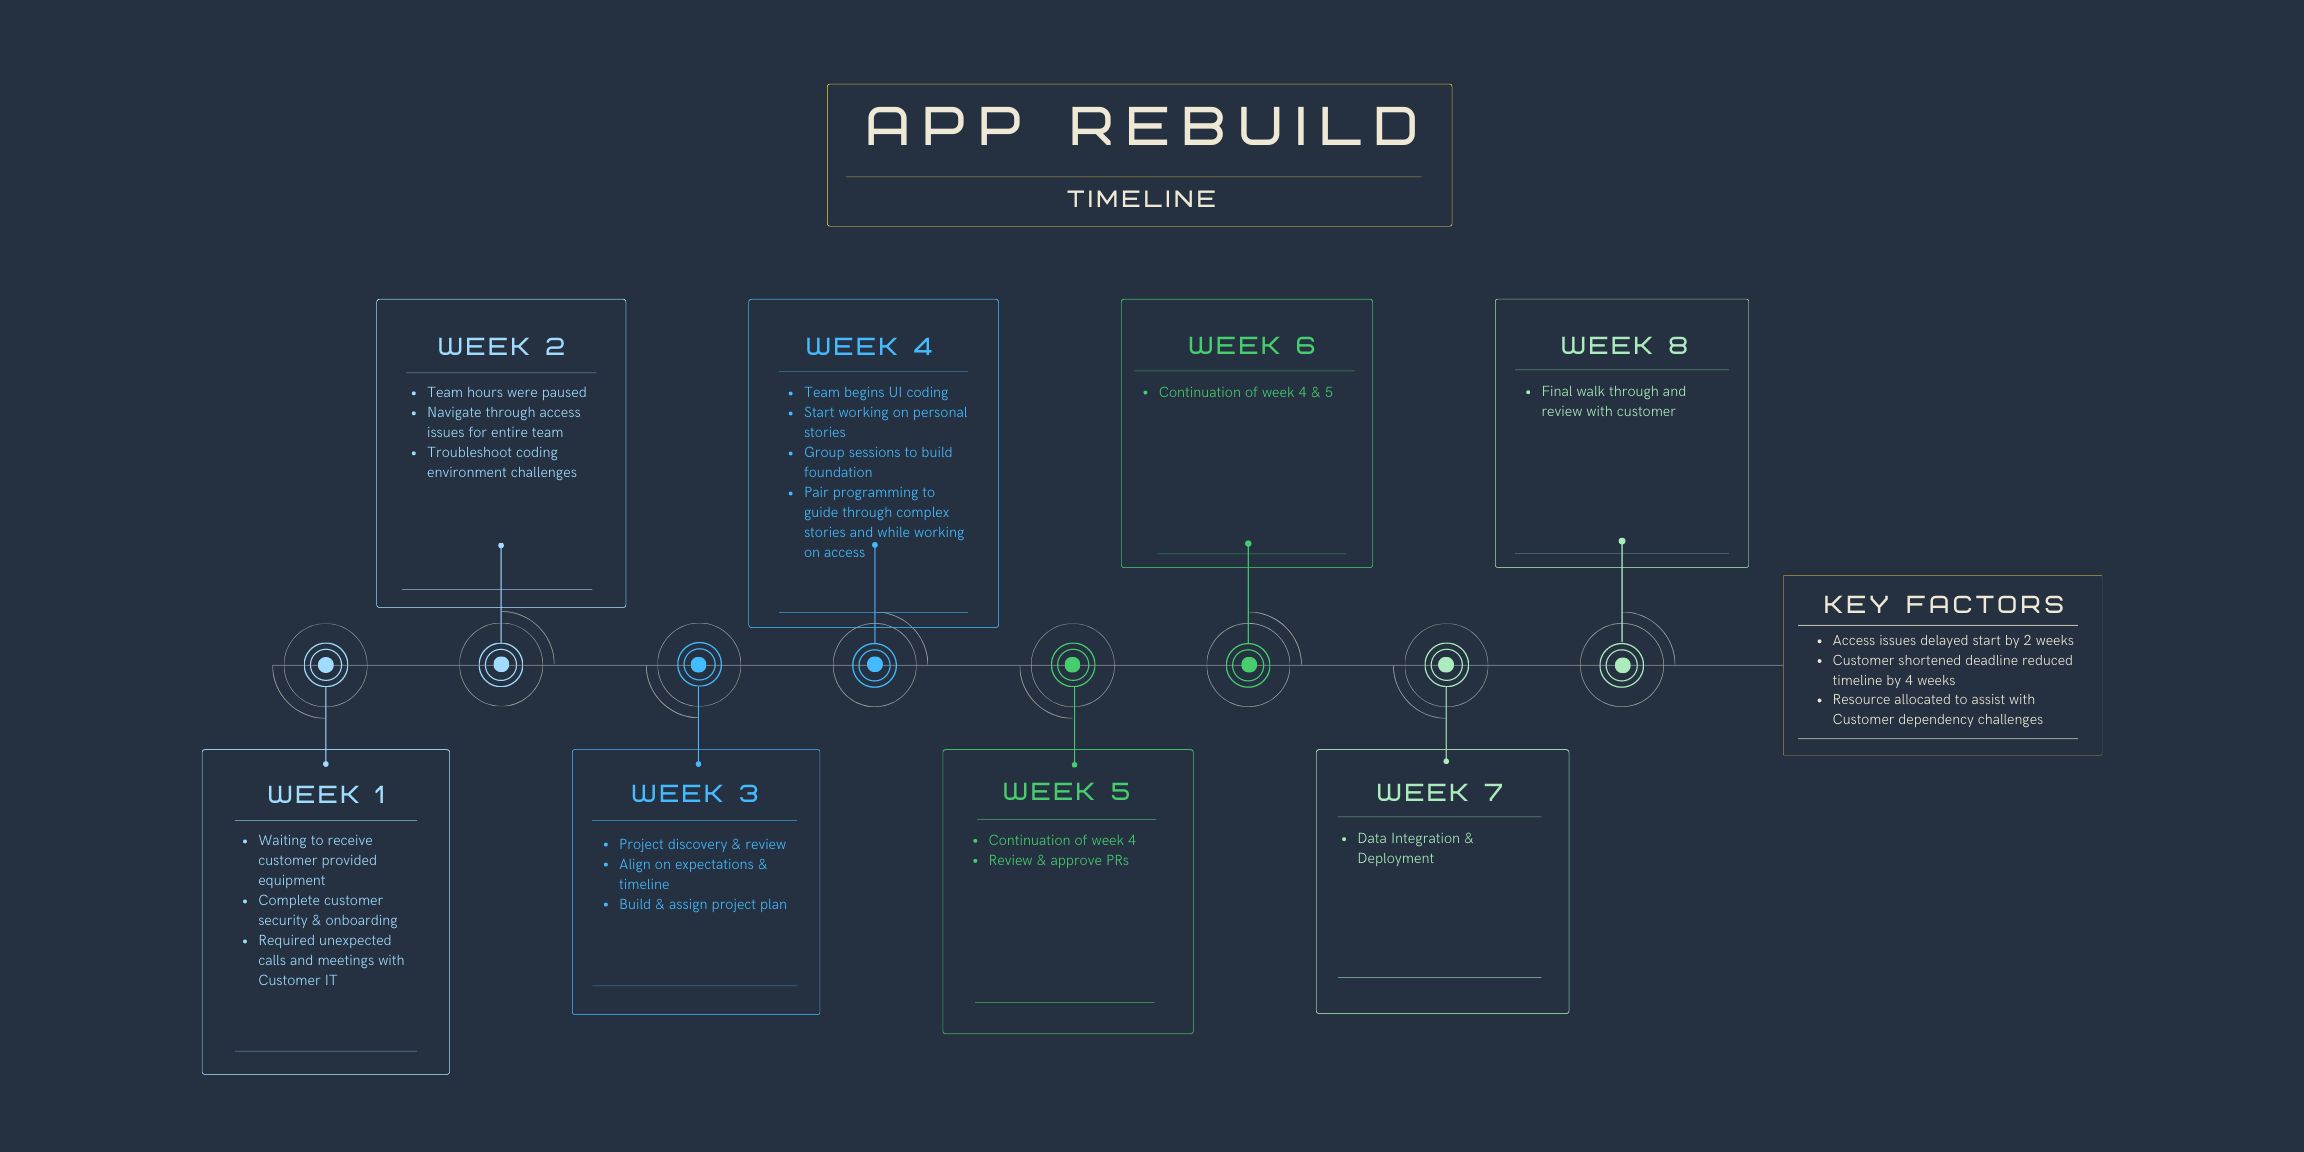 APP REBUILD
TIMELINE
WEEK 2
• Team hours were paused
• Navigate through access
issues for entire team
• Troubleshoot coding
environment challenges
WEEK 4
• Team begins UI coding
• Start working on personal
stories
• Group sessions to build
foundation
• Pair programming to
guide through complex
stories and while working
on access
WEEK 6
• Continuation of week 4 & 5
WEEK 8
• Final walk through and
review with customer
KEY FACTORS
• Access issues delayed start by 2 weeks
• Customer shortened deadline reduced
timeline by 4 weeks
• Resource allocated to assist with
Customer dependency challenges
WEEK 1
• Waiting to receive
customer provided
equipment
• Complete customer
security & onboarding
• Required unexpected
calls and meetings with
Customer IT
WEEK 3
• Project discovery & review
• Align on expectations &
timeline
• Build & assign project plan
WEEK 5
• Continuation of week 4
• Review & approve PRs
WEEK 7
• Data Integration &
Deployment